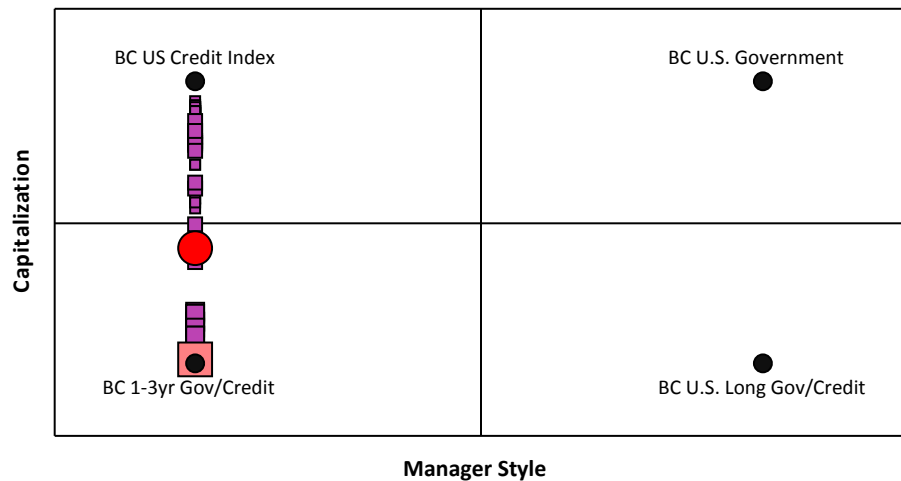 BC US Credit Index
BC U.S. Government
Capitalization
BC 1-3yr Gov/Credit
BC U.S. Long Gov/Credit
Manager Style